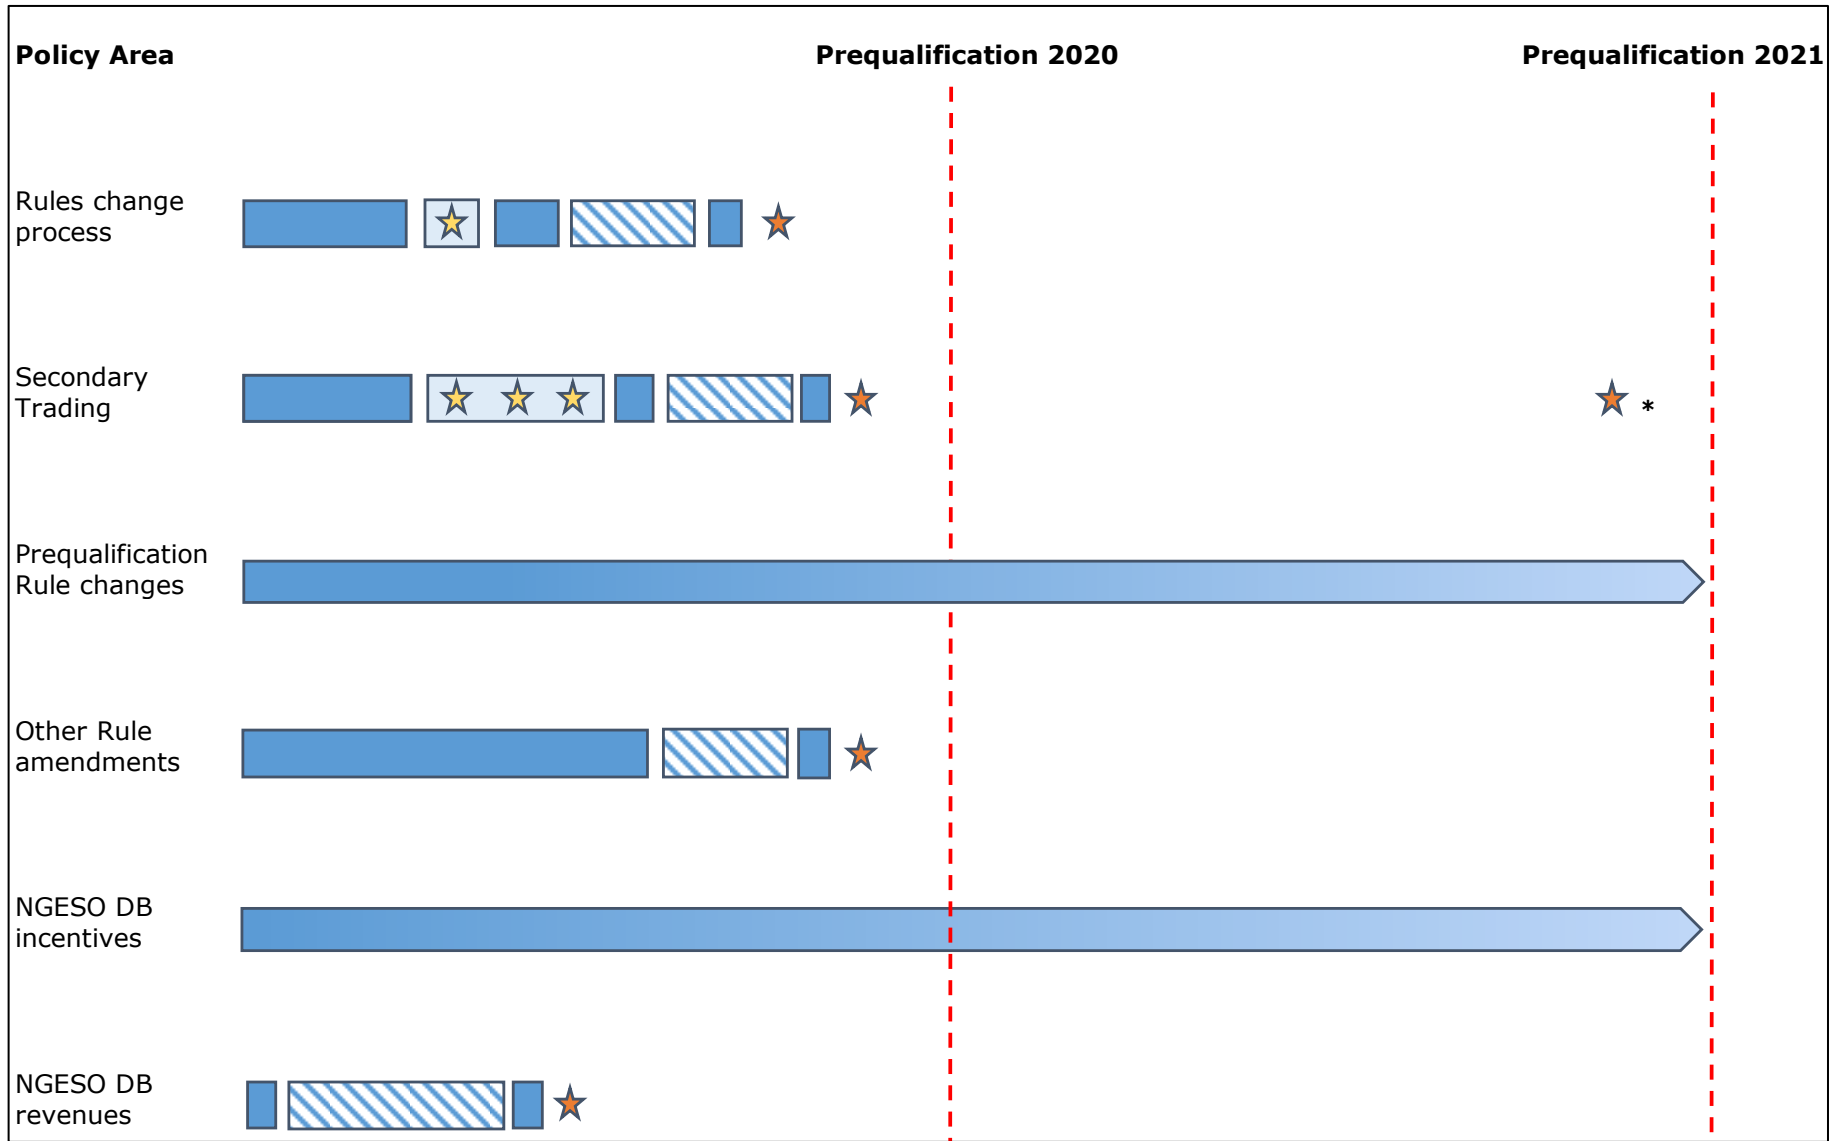 Policy Area
Prequalification 2020
Prequalification 2021
Rules change
process
Secondary
Trading
*
Prequalification
Rule changes
Other Rule
amendments
NGESO DB
incentives
NGESO DB
revenues